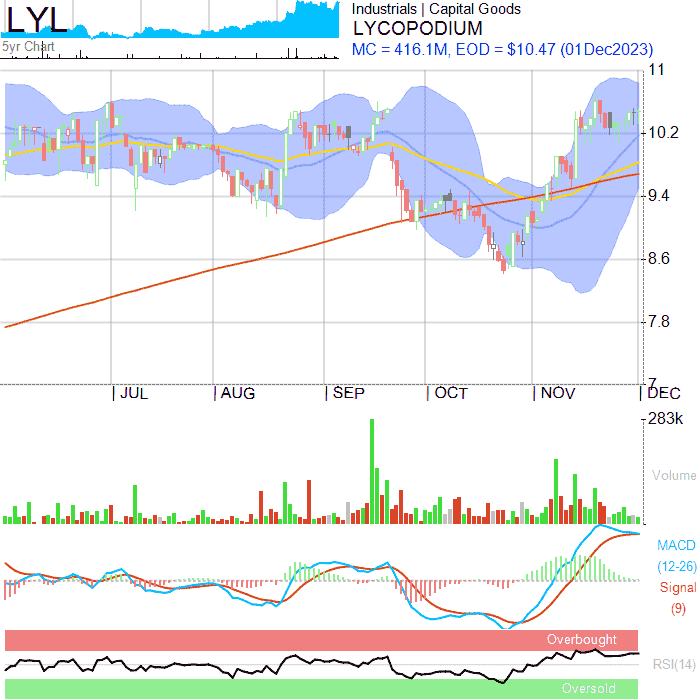 LYL
5yr Chart
Industrials | Capital Goods
LYCOPODIUM
MC = 416.1M, EOD = $10.47 (01Dec2023)
11
10.2
9.4
8.6
7.8
7
JUL AUG SEP OCT NOV DEC
283k
Volume
MACD
(12-26)
Signal
(9)
Overbought
RSI(14)
Oversold